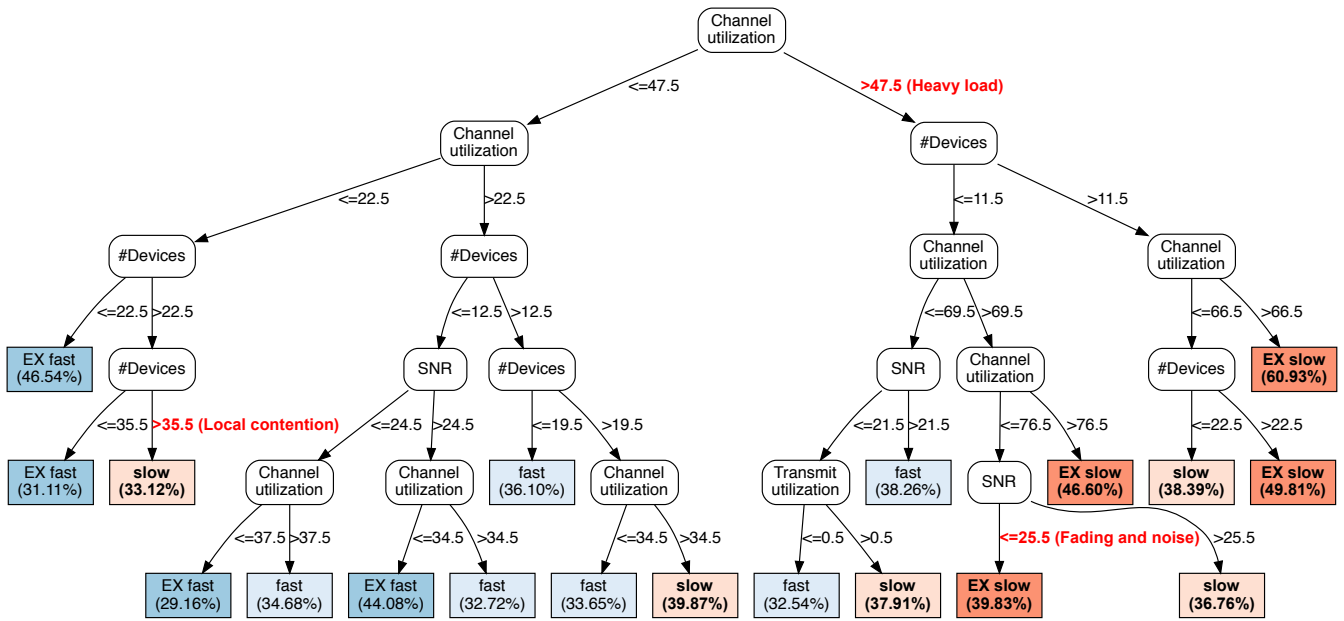 Channel
utilization
<=47.5
>47.5 (Heavy load)
Channel
utilization
#Devices
<=22.5
>22.5
<=11.5
>11.5
#Devices
#Devices
Channel
utilization
Channel
utilization
<=22.5
>22.5
<=12.5
>12.5
<=69.5
>69.5
<=66.5
>66.5
EX fast
(46.54%)
#Devices
SNR
#Devices
SNR
Channel
utilization
#Devices
EX slow
(60.93%)
<=35.5
>35.5 (Local contention)
<=24.5
>24.5
<=19.5
>19.5
<=21.5
>21.5
<=76.5
>76.5
<=22.5
>22.5
EX fast
(31.11%)
slow
(33.12%)
Channel
utilization
Channel
utilization
fast
(36.10%)
Channel
utilization
Transmit
utilization
fast
(38.26%)
SNR
EX slow
(46.60%)
slow
(38.39%)
EX slow
(49.81%)
<=37.5
>37.5
<=34.5
>34.5
<=34.5
>34.5
<=0.5
>0.5
<=25.5 (Fading and noise)
>25.5
EX fast
(29.16%)
fast
(34.68%)
EX fast
(44.08%)
fast
(32.72%)
fast
(33.65%)
slow
(39.87%)
fast
(32.54%)
slow
(37.91%)
EX slow
(39.83%)
slow
(36.76%)